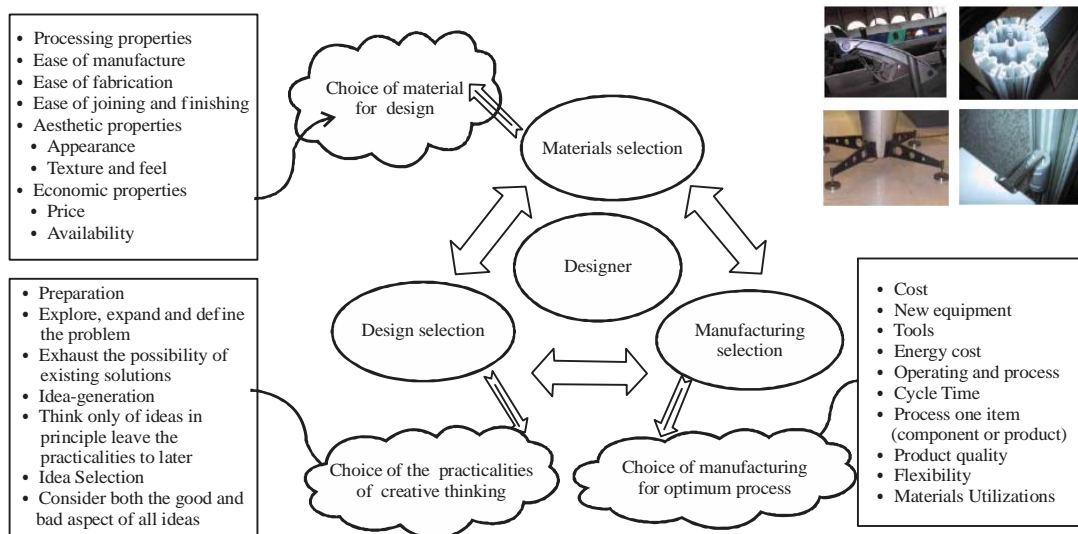 • Processing properties
• Ease of manufacture
• Ease of fabrication
• Ease of joining and finishing
• Aesthetic properties
• Appearance
• Texture and feel
• Economic properties
• Price
• Availability
Choice of material
for design
Materials selection
Designer
Design selection
Manufacturing
selection
• Preparation
• Explore, expand and define
the problem
• Exhaust the possibility of
existing solutions
• Idea-generation
• Think only of ideas in
principle leave the
practicalities to later
• Idea Selection
• Consider both the good and
bad aspect of all ideas
Choice of the practicalities
of creative thinking
Choice of manufacturing
for optimum process
• Cost
• New equipment
• Tools
• Energy cost
• Operating and process
• Cycle Time
• Process one item
(component or product)
• Product quality
• Flexibility
• Materials Utilizations